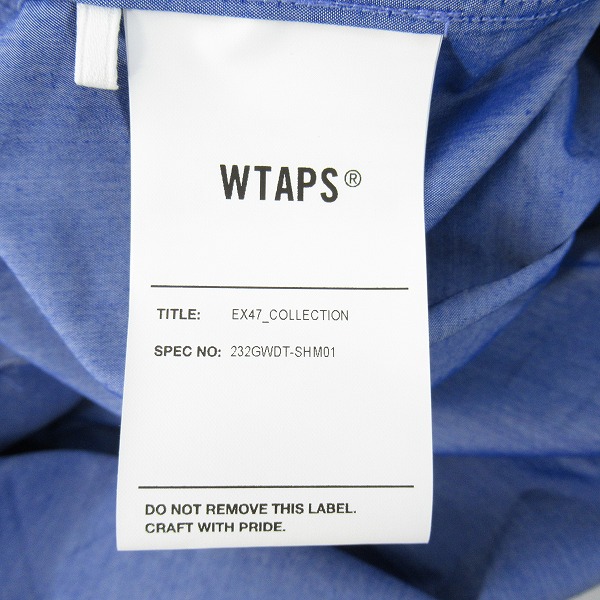 WTAPS®
TITLE: EX47_COLLECTION
SPEC NO: 232GWDT-SHM01
DO NOT REMOVE THIS LABEL.
CRAFT WITH PRIDE.